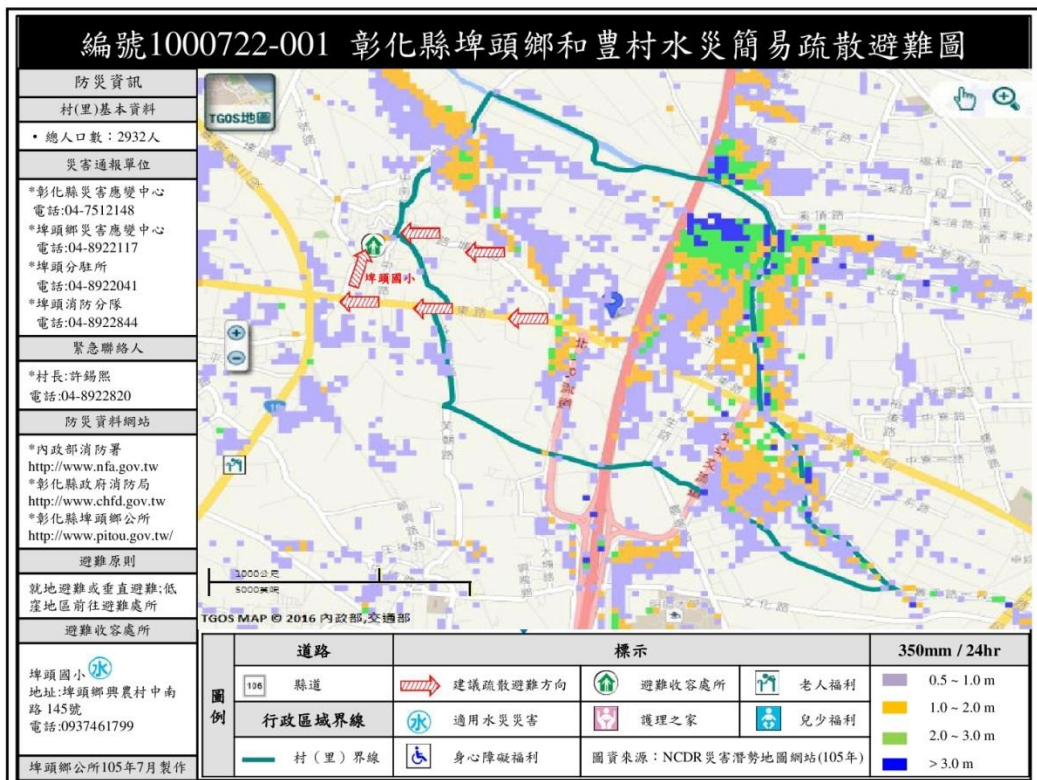 編號1000722-001 彰化縣埤頭鄉和豊村水災簡易疏散避難圖
防災資訊
村(里)基本資料
• 總人口數：2932人
災害通報單位
*彰化縣災害應變中心
電話:04-7512148
*埤頭鄉災害應變中心
電話:04-8922117
*埤頭分駐所
電話:04-8922041
*埤頭消防分隊
電話:04-8922844
緊急聯絡人
*村長:許錫熙
電話:04-8922820
防災資料網站
*內政部消防署
http://www.nfa.gov.tw
*彰化縣政府消防局
http://www.chfd.gov.tw
*彰化縣埤頭鄉公所
http://www.pitou.gov.tw/
避難原則
就地避難或垂直避難;低
窪地區前往避難處所
避難收容處所
埤頭國小 水
地址:埤頭鄉興農村中南
路 145號
電話:0937461799
埤頭鄉公所105年7月製作
TGOS地圖
埤頭國小
東路
溪頂路
文化路
1000公尺
5000英呎
TGOS MAP © 2016 內政部,交通部
圖例
道路
106 縣道
行政區域界線
村（里）界線
標示
建議疏散避難方向
避難收容處所
老人福利
水 適用水災災害
護理之家
兒少福利
身心障礙福利
圖資來源：NCDR災害潛勢地圖網站(105年)
350mm / 24hr
0.5 ~ 1.0 m
1.0 ~ 2.0 m
2.0 ~ 3.0 m
> 3.0 m